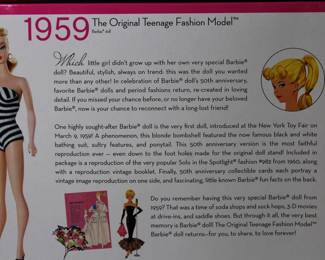 1959 The Original Teenage Fashion Model™
Barbie® doll
Which little girl didn't grow up with her own very special Barbie®
doll? Beautiful, stylish, always on trend: this was the doll you wanted
more than any other! In celebration of Barbie® doll's 50th anniversary,
favorite Barbie® dolls and period fashions return, re-created in loving
detail. If you missed your chance before, or no longer have your beloved
Barbie®, now is your chance to reconnect with a long-lost friend!
One highly sought-after Barbie® doll is the very first doll, introduced at the New York Toy Fair on
March 9, 1959! A phenomenon, this blonde bombshell featured the now famous black and white
bathing suit, sultry features, and ponytail. This 50th anniversary version is the most faithful
reproduction ever – even down to the foot holes made for the original doll stand! Included in
package is a reproduction of the very popular Solo in the Spotlight® fashion #982 from 1960, along
with a reproduction vintage booklet. Finally, 50th anniversary collectible cards each portray a
vintage image reproduction on one side, and fascinating, little-known Barbie® fun facts on the back.
Do you remember having this very special Barbie® doll from
1959? That was a time of soda shops and sock hops, 3-D movies
at drive-ins, and saddle shoes. But through it all, the very best
memory is Barbie® doll! The Original Teenage Fashion Model™
Barbie® doll returns—for you, to share, to love forever!